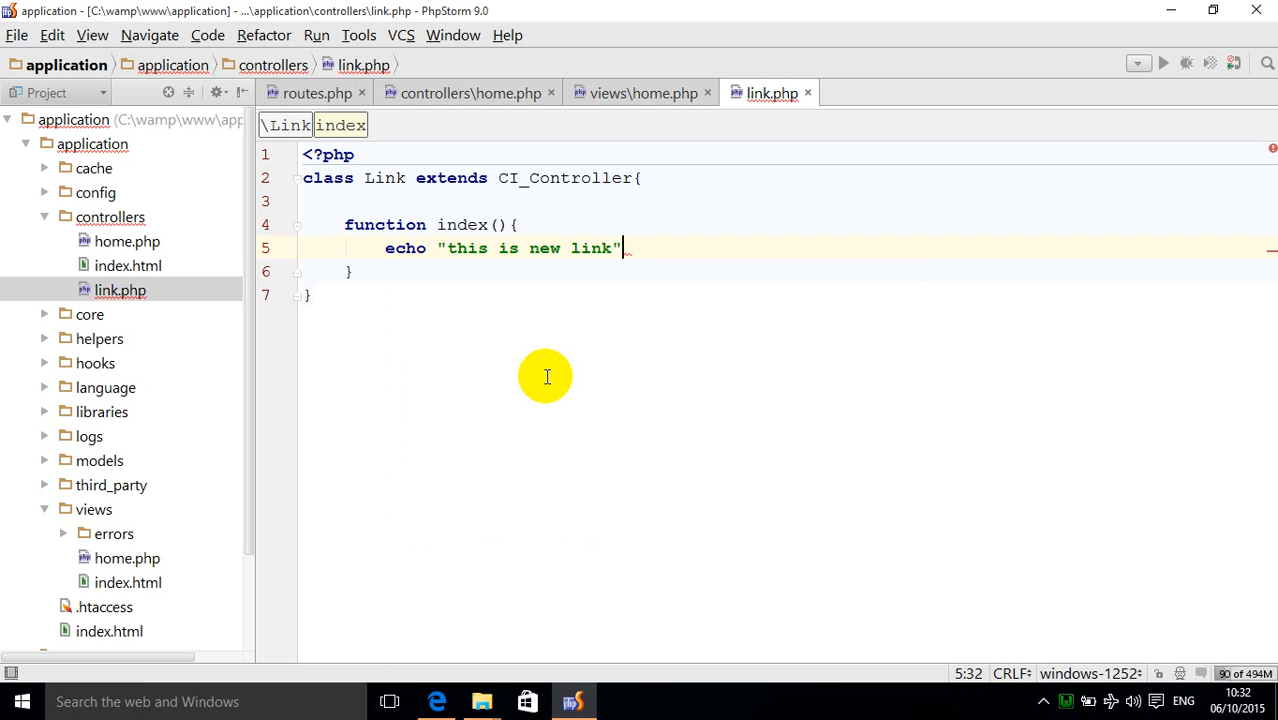 application - [C:\wamp\www\application] - ...\application\controllers\link.php - PhpStorm 9.0
File Edit View Navigate Code Refactor Run Tools VCS Window Help
application application controllers link.php
Project routes.php controllers\home.php views\home.php link.php
\Link index
application (C:\wamp\www\app
application
cache
config
controllers
home.php
index.html
link.php
core
helpers
hooks
language
libraries
logs
models
third_party
views
errors
home.php
index.html
.htaccess
index.html
1 <?php
2 class Link extends CI_Controller{
3
4 function index(){
5 echo "this is new link"
6 }
7 }
5:32 CRLF windows-1252 90 of 494M
Search the web and Windows
ENG
10:32
06/10/2015